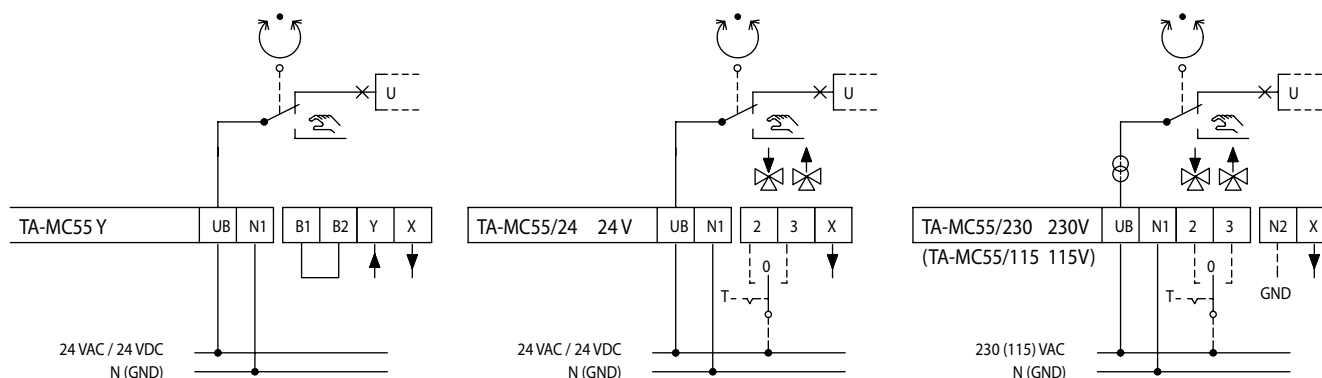 U
TA-MC55 Y UB N1 B1 B2 Y X
24 VAC / 24 VDC
N (GND)
U
TA-MC55/24 24 V UB N1 2 3 X
0
T
24 VAC / 24 VDC
N (GND)
U
TA-MC55/230 230V UB N1 2 3 N2 X
(TA-MC55/115 115V)
0
GND
T
230 (115) VAC
N (GND)